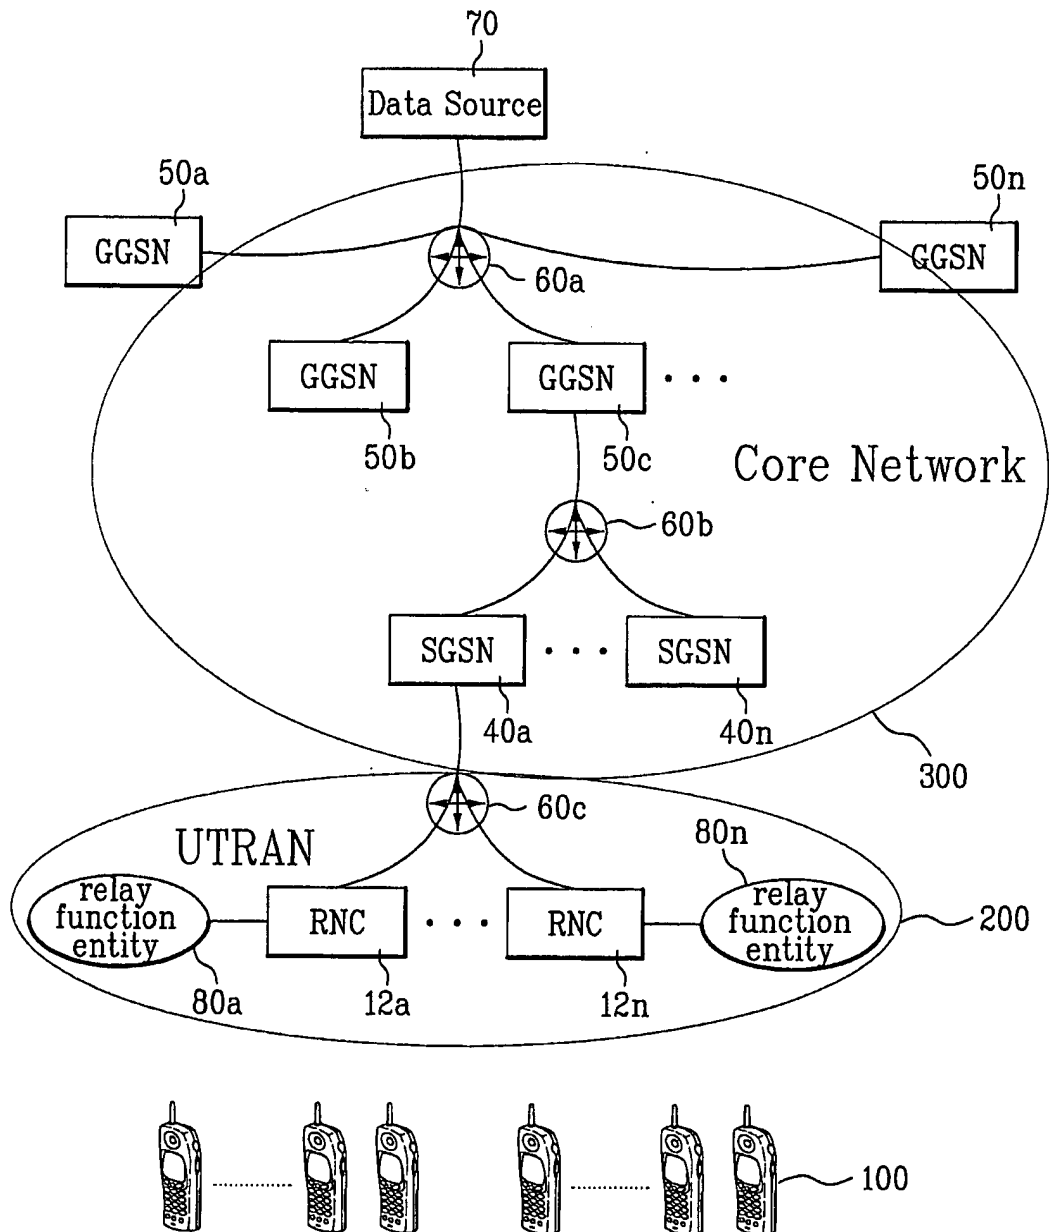 70
Data Source
50a
50n
GGSN
GGSN
60a
GGSN
GGSN
. . .
50b
50c
Core Network
60b
SGSN
. . .
SGSN
40a
40n
300
60c
UTRAN
80n
relay
function
entity
RNC
. . .
RNC
relay
function
entity
200
80a
12a
12n
100